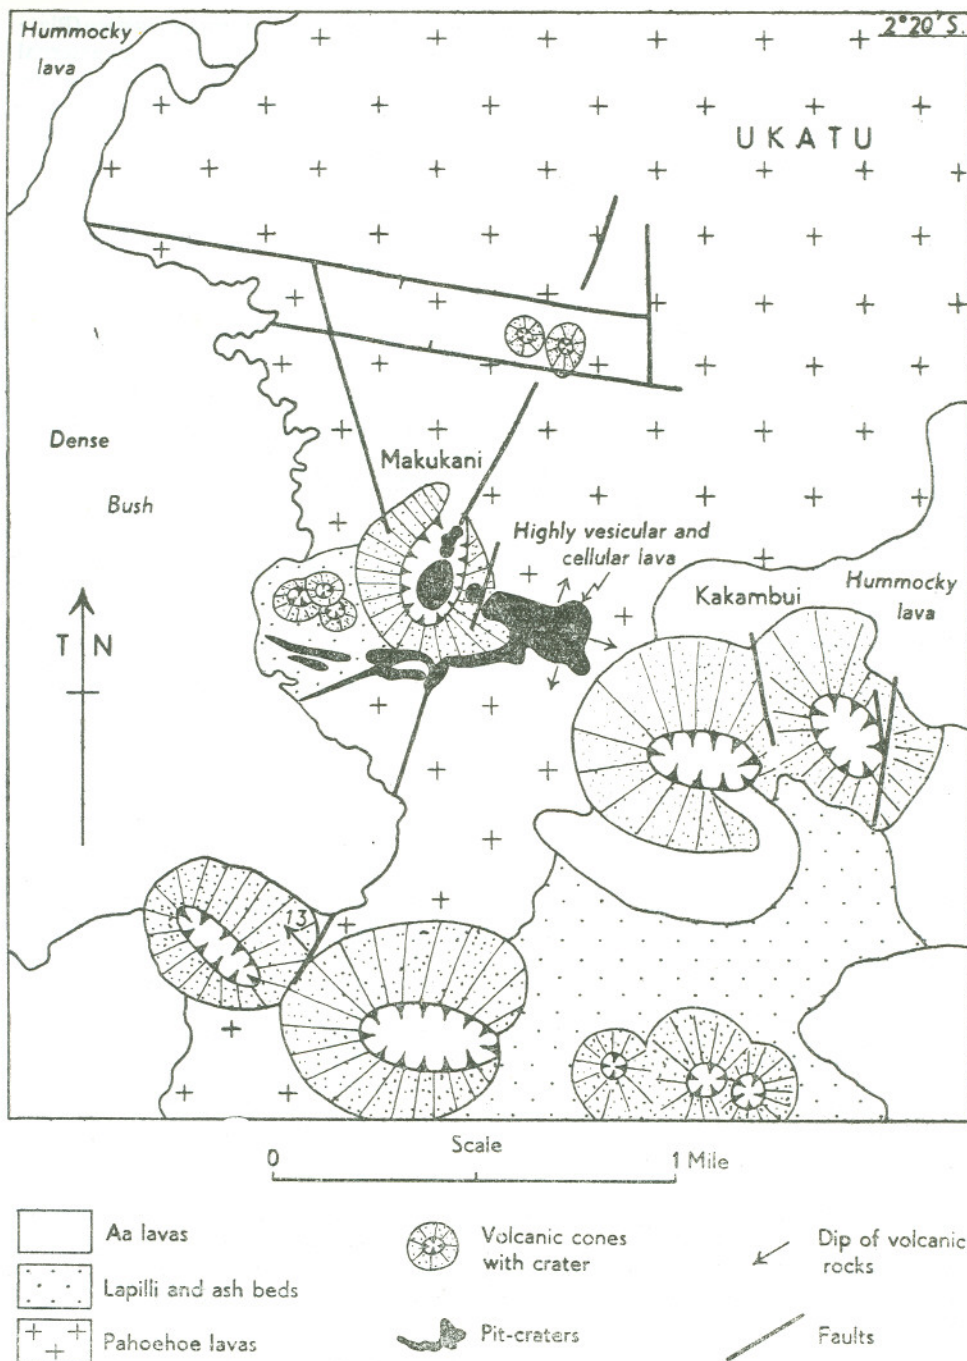 Hummocky
lava
2°20'S.
UKATU
Dense
Bush
Makukani
Highly vesicular and
cellular lava
Kakambui
Hummocky
lava
T N
13
Scale
0
1 Mile
Aa lavas
Lapilli and ash beds
Pahoehoe lavas
Volcanic cones
with crater
Pit-craters
Dip of volcanic
rocks
Faults